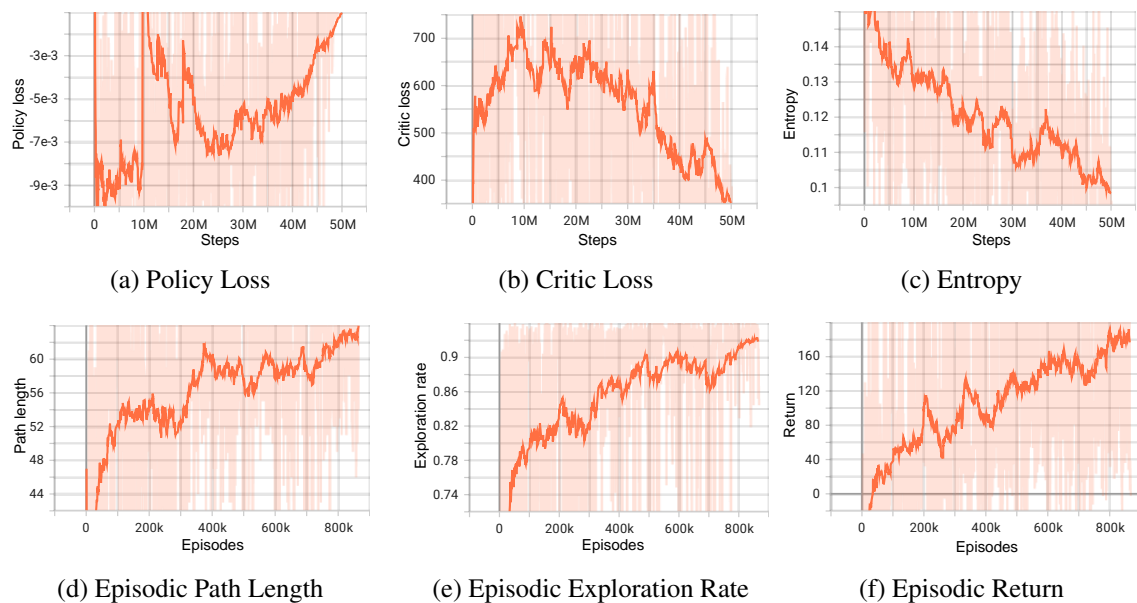 -3e-3
-5e-3
-7e-3
-9e-3
Policy loss
0 10M 20M 30M 40M 50M
Steps
(a) Policy Loss
700
600
500
400
Critic loss
0 10M 20M 30M 40M 50M
Steps
(b) Critic Loss
0.14
0.13
0.12
0.11
0.1
Entropy
0 10M 20M 30M 40M 50M
Steps
(c) Entropy
60
56
52
48
44
Path length
0 200k 400k 600k 800k
Episodes
(d) Episodic Path Length
0.9
0.86
0.82
0.78
0.74
Exploration rate
0 200k 400k 600k 800k
Episodes
(e) Episodic Exploration Rate
160
120
80
40
0
Return
0 200k 400k 600k 800k
Episodes
(f) Episodic Return